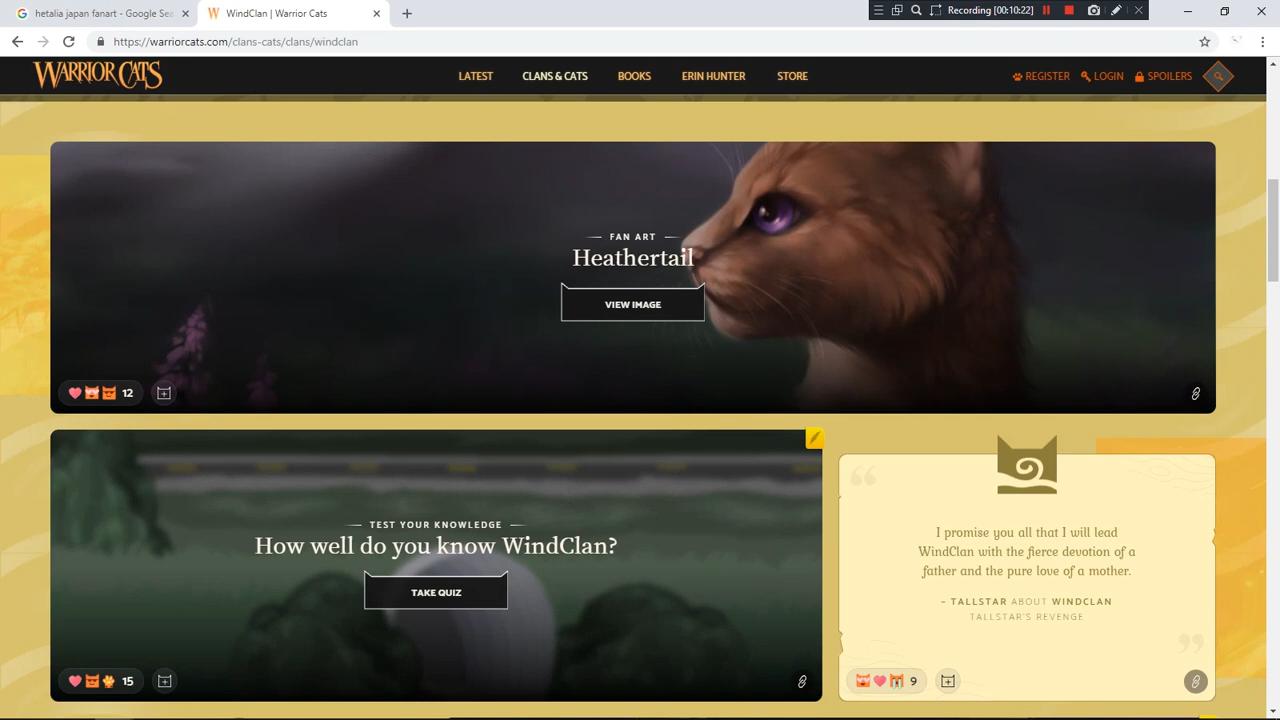 hetalia japan fanart - Google Se
WindClan | Warrior Cats
Recording [00:10:22]
https://warriorcats.com/clans-cats/clans/windclan
WARRIOR CATS
LATEST
CLANS & CATS
BOOKS
ERIN HUNTER
STORE
REGISTER
LOGIN
SPOILERS
FAN ART
Heathertail
VIEW IMAGE
12
TEST YOUR KNOWLEDGE
How well do you know WindClan?
TAKE QUIZ
15
“
I promise you all that I will lead
WindClan with the fierce devotion of a
father and the pure love of a mother.
– TALLSTAR ABOUT WINDCLAN
TALLSTAR'S REVENGE
”
9